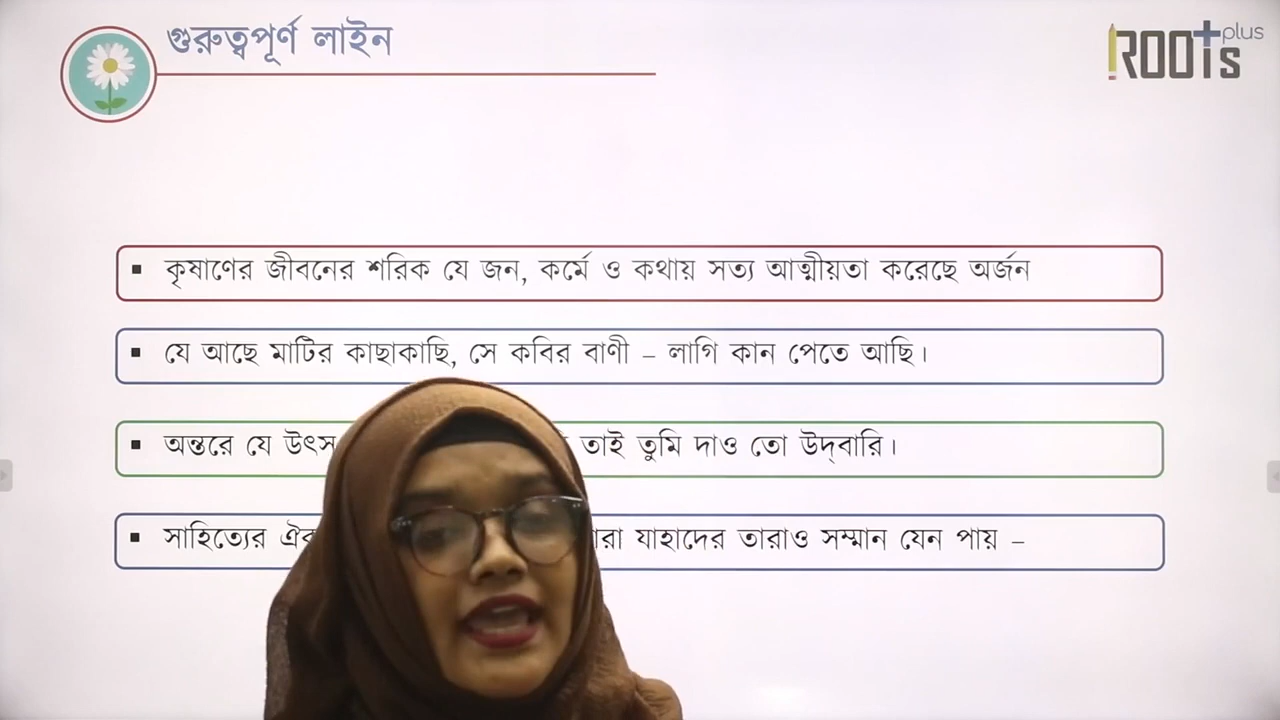 গুরুত্বপূর্ণ লাইন
ROOTs plus
▪ কৃষাণের জীবনের শরিক যে জন, কর্মে ও কথায় সত্য আত্মীয়তা করেছে অর্জন
▪ যে আছে মাটির কাছাকাছি, সে কবির বাণী – লাগি কান পেতে আছি।
▪ অন্তরে যে উৎস তাই তুমি দাও তো উদ্‌বারি।
▪ সাহিত্যের যাহাদের তারাও সম্মান যেন পায় –